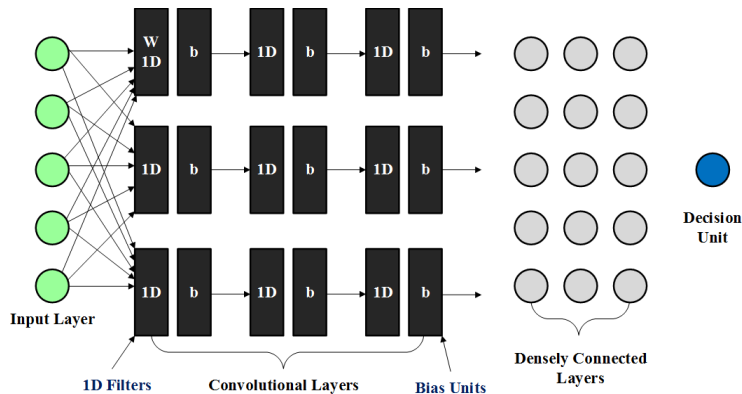 W
1D b 1D b 1D b
1D b 1D b 1D b
1D b 1D b 1D b
Decision
Unit
Input Layer
Densely Connected
Layers
1D Filters Convolutional Layers Bias Units